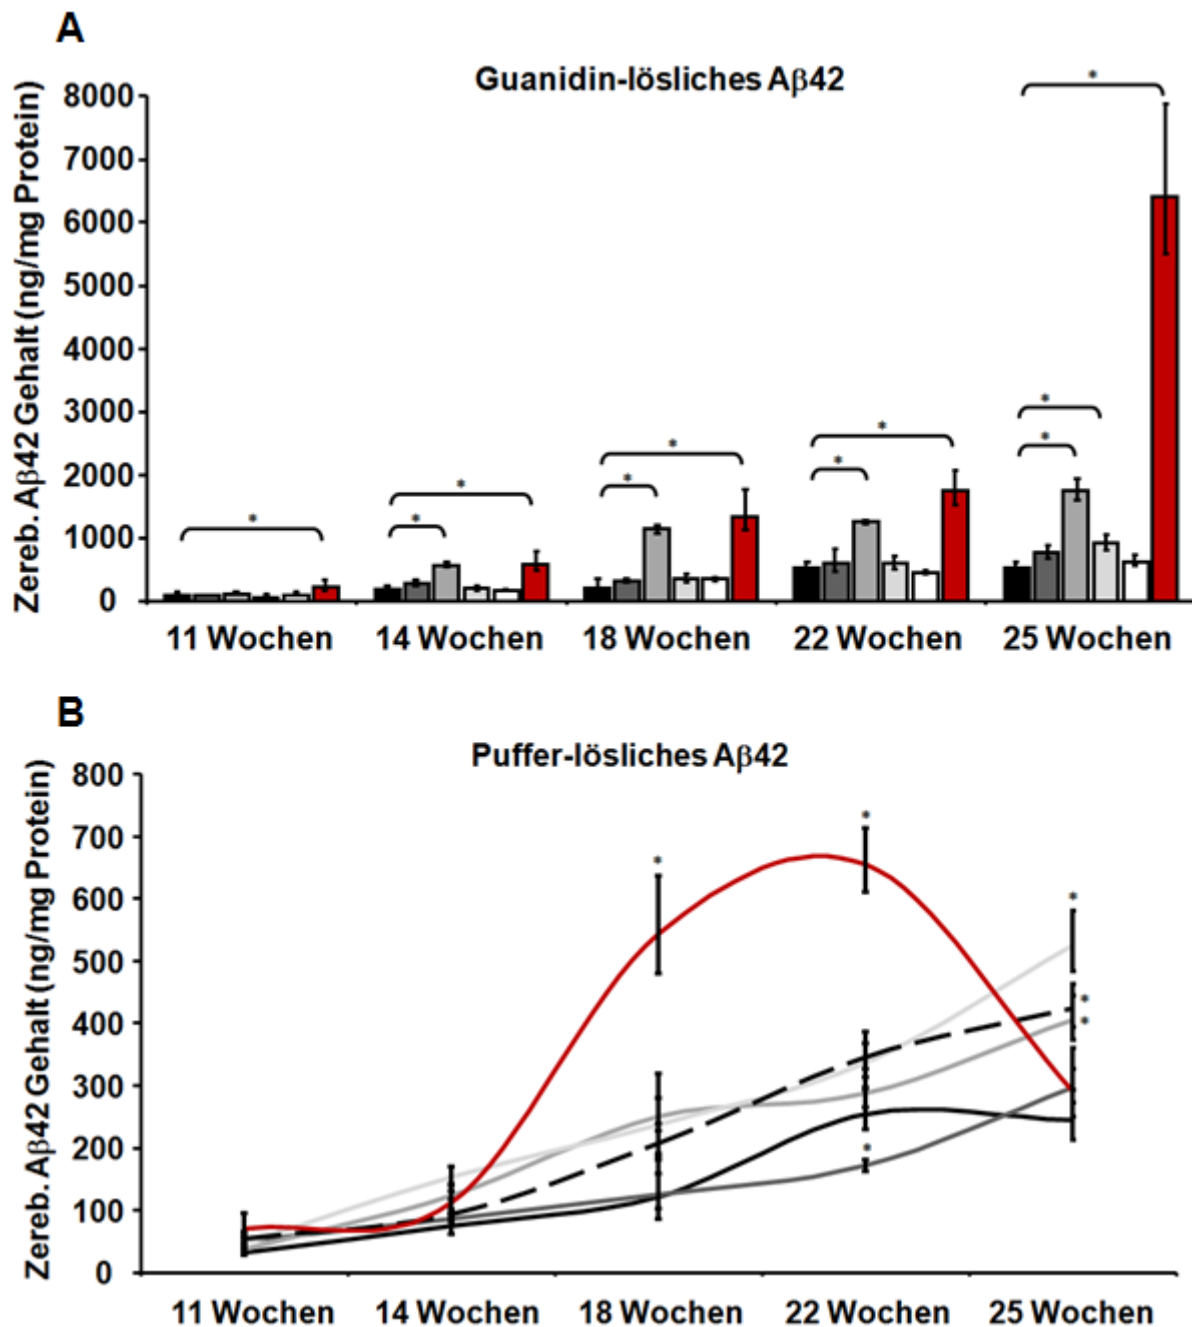 A
Guanidin-lösliches Aβ42
Zereb. Aβ42 Gehalt (ng/mg Protein)
8000
7000
6000
5000
4000
3000
2000
1000
0
*
*
*
*
*
*
*
*
*
*
11 Wochen
14 Wochen
18 Wochen
22 Wochen
25 Wochen
B
Puffer-lösliches Aβ42
Zereb. Aβ42 Gehalt (ng/mg Protein)
800
700
600
500
400
300
200
100
0
*
*
*
*
*
*
11 Wochen
14 Wochen
18 Wochen
22 Wochen
25 Wochen